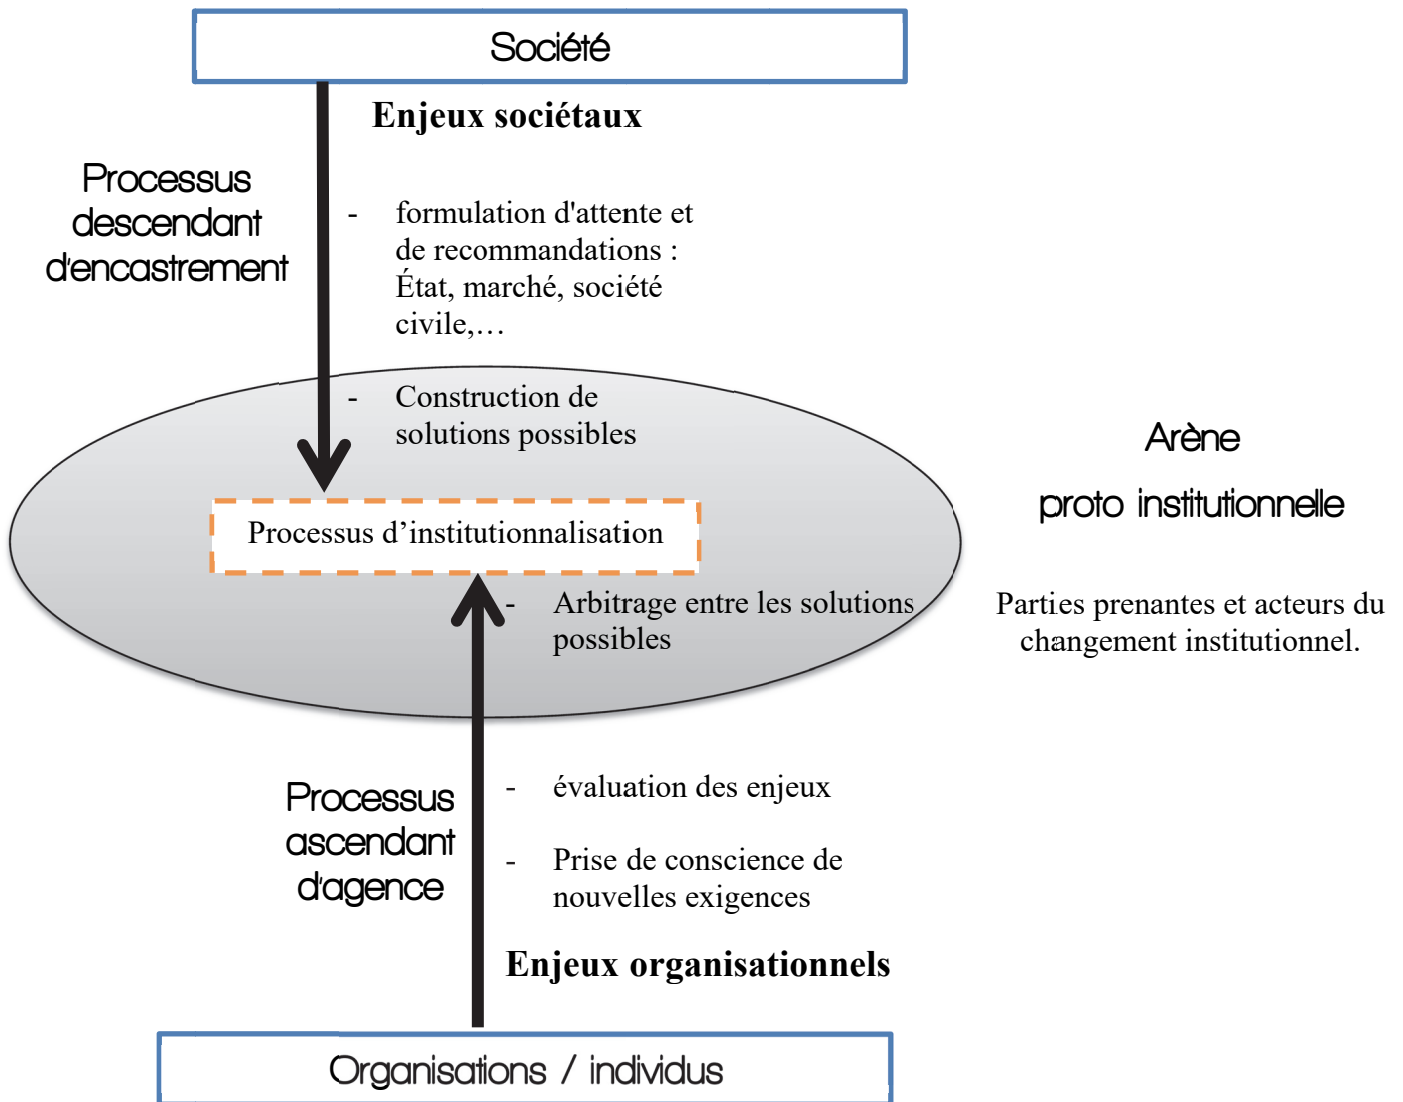 Société
Enjeux sociétaux
Processus
descendant
d'encastrement
- formulation d'attente et
de recommandations :
État, marché, société
civile,…
- Construction de
solutions possibles
Arène
proto institutionnelle
Processus d’institutionnalisation
- Arbitrage entre les solutions
possibles
Parties prenantes et acteurs du
changement institutionnel.
Processus
ascendant
d'agence
- évaluation des enjeux
- Prise de conscience de
nouvelles exigences
Enjeux organisationnels
Organisations / individus